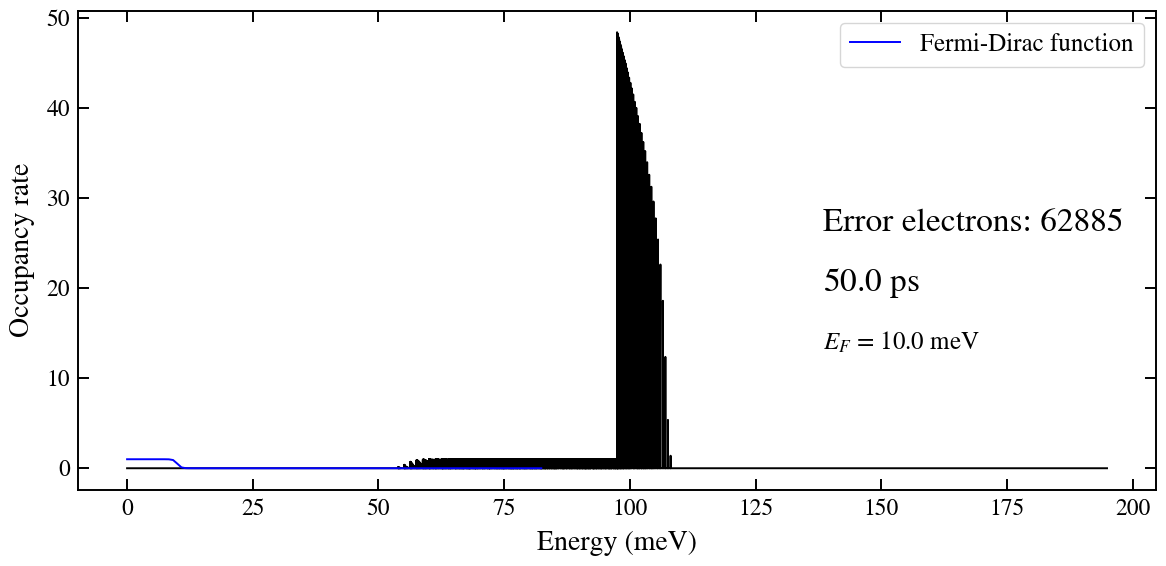 Fermi-Dirac function
Occupancy rate
50
40
30
20
10
0
Error electrons: 62885
50.0 ps
E_F = 10.0 meV
0 25 50 75 100 125 150 175 200
Energy (meV)